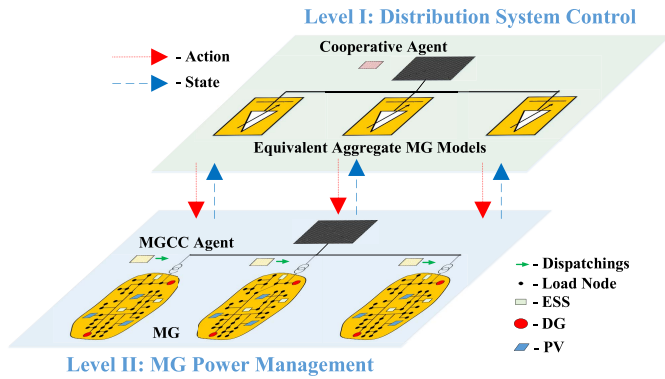 Level I: Distribution System Control
Cooperative Agent
- Action
- State
Equivalent Aggregate MG Models
MGCC Agent
- Dispatchings
- Load Node
- ESS
- DG
- PV
MG
Level II: MG Power Management